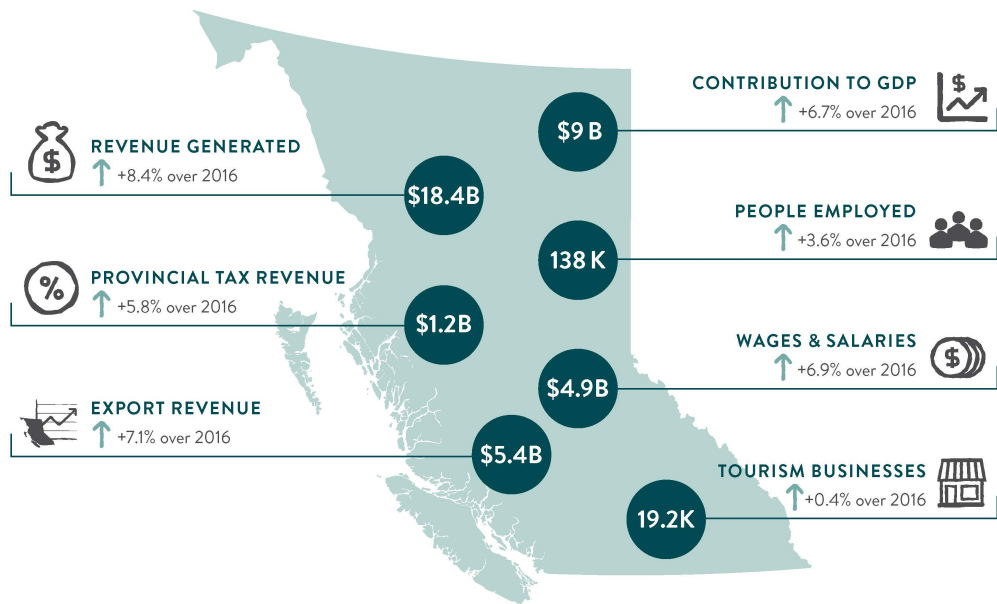 REVENUE GENERATED
+8.4% over 2016
$18.4B
PROVINCIAL TAX REVENUE
+5.8% over 2016
$1.2B
EXPORT REVENUE
+7.1% over 2016
$5.4B
CONTRIBUTION TO GDP
+6.7% over 2016
$9 B
PEOPLE EMPLOYED
+3.6% over 2016
138 K
WAGES & SALARIES
+6.9% over 2016
$4.9B
TOURISM BUSINESSES
+0.4% over 2016
19.2K
$
%
$
$